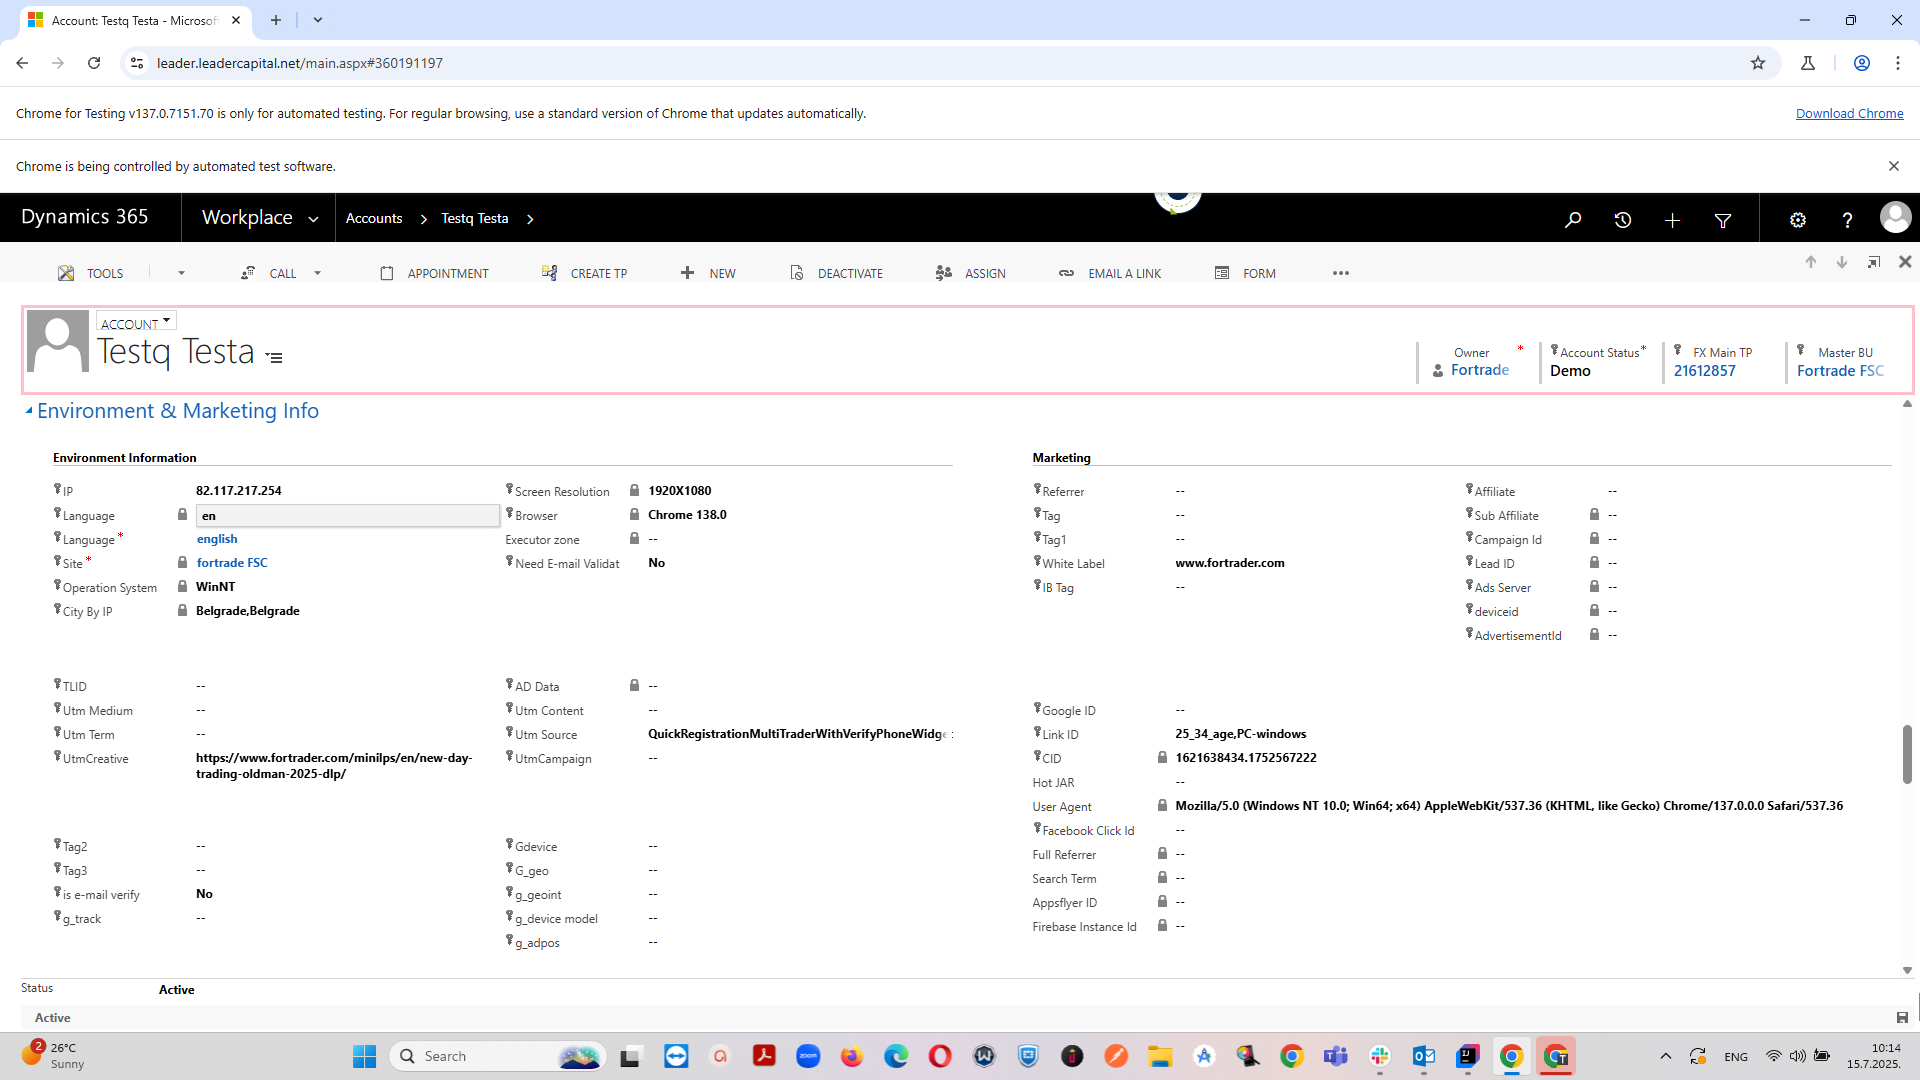 Account: Testq Testa - Microsof
leader.leadercapital.net/main.aspx#360191197
Chrome for Testing v137.0.7151.70 is only for automated testing. For regular browsing, use a standard version of Chrome that updates automatically.
Download Chrome
Chrome is being controlled by automated test software.
Dynamics 365
Workplace
Accounts
Testq Testa
?
TOOLS
CALL
APPOINTMENT
CREATE TP
NEW
DEACTIVATE
ASSIGN
EMAIL A LINK
FORM
ACCOUNT
Testq Testa
Owner *
Fortrade
Account Status*
Demo
FX Main TP
21612857
Master BU
Fortrade FSC
Environment & Marketing Info
Environment Information
IP 82.117.217.254
Language en
Language* english
Site * fortrade FSC
Operation System WinNT
City By IP Belgrade,Belgrade
Screen Resolution 1920X1080
Browser Chrome 138.0
Executor zone --
Need E-mail Validat No
Marketing
Referrer --
Tag --
Tag1 --
White Label www.fortrader.com
IB Tag --
Affiliate --
Sub Affiliate --
Campaign Id --
Lead ID --
Ads Server --
deviceid --
AdvertisementId --
TLID --
Utm Medium --
Utm Term --
UtmCreative https://www.fortrader.com/minilps/en/new-day-
trading-oldman-2025-dlp/
AD Data --
Utm Content --
Utm Source QuickRegistrationMultiTraderWithVerifyPhoneWidge :
UtmCampaign --
Google ID --
Link ID 25_34_age,PC-windows
CID 1621638434.1752567222
Hot JAR --
User Agent Mozilla/5.0 (Windows NT 10.0; Win64; x64) AppleWebKit/537.36 (KHTML, like Gecko) Chrome/137.0.0.0 Safari/537.36
Facebook Click Id --
Full Referrer --
Search Term --
Appsflyer ID --
Firebase Instance Id --
Tag2 --
Tag3 --
is e-mail verify No
g_track --
Gdevice --
G_geo --
g_geoint --
g_device model --
g_adpos --
Status Active
Active
2
26°C
Sunny
Search
zoom
ENG
10:14
15.7.2025.